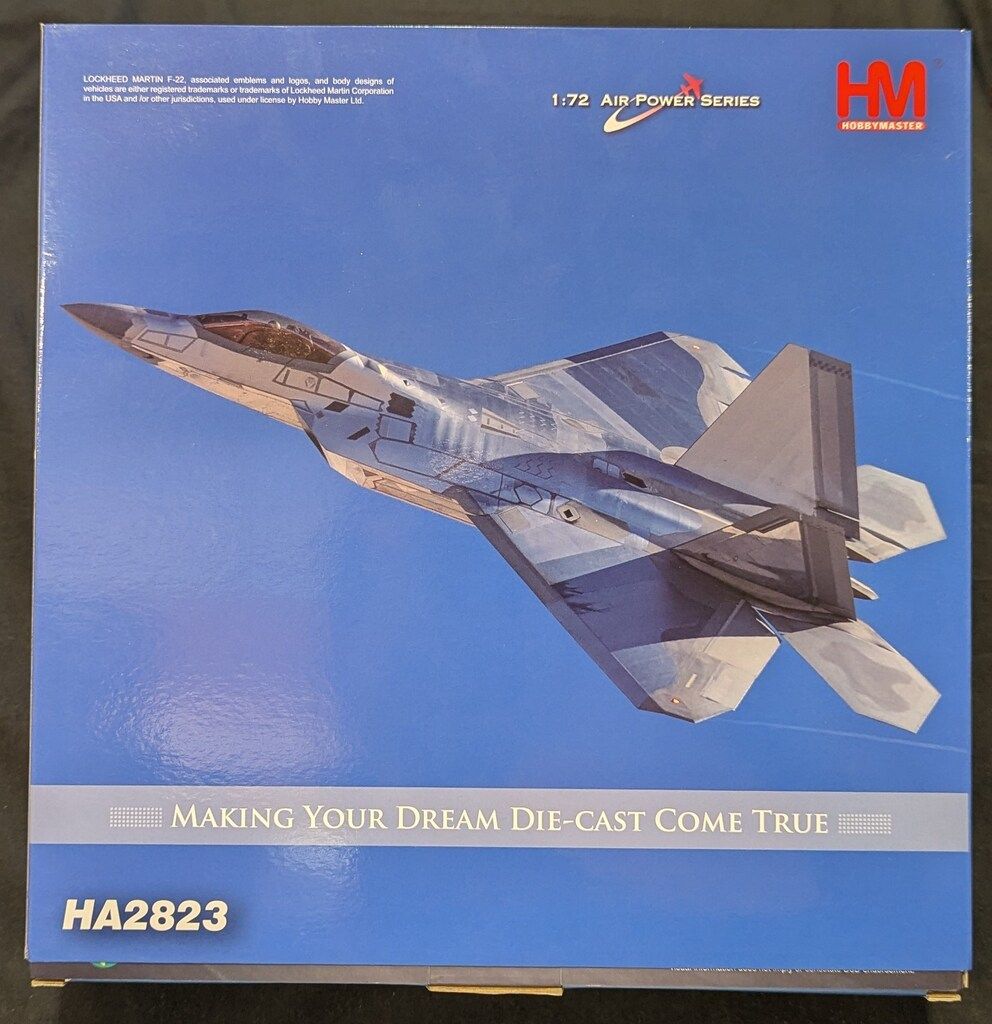 LOCKHEED MARTIN F-22, associated emblems and logos, and body designs of
vehicles are either registered trademarks or trademarks of Lockheed Martin Corporation
in the USA and /or other jurisdictions, used under license by Hobby Master Ltd.
1:72 AIR POWER SERIES
HM
HOBBYMASTER
MAKING YOUR DREAM DIE-CAST COME TRUE
HA2823